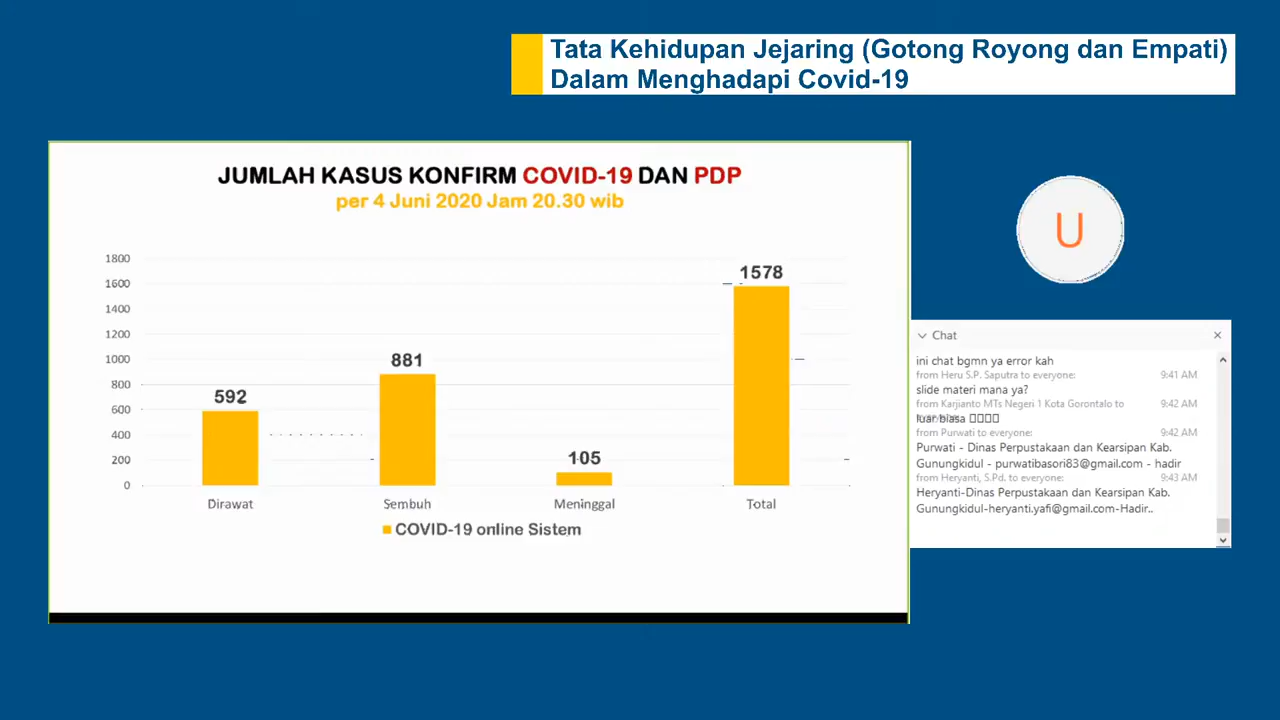 Tata Kehidupan Jejaring (Gotong Royong dan Empati)
Dalam Menghadapi Covid-19
JUMLAH KASUS KONFIRM COVID-19 DAN PDP
per 4 Juni 2020 Jam 20.30 wib
1800
1600
1400
1200
1000
800
600
400
200
0
592
881
105
1578
Dirawat
Sembuh
Meninggal
Total
COVID-19 online Sistem
U
Chat
ini chat bgmn ya error kah
from Heru S.P. Saputra to everyone: 9:41 AM
slide materi mana ya?
from Karjianto MTs Negeri 1 Kota Gorontalo to 9:42 AM
luar biasa
from Purwati to everyone: 9:42 AM
Purwati - Dinas Perpustakaan dan Kearsipan Kab.
Gunungkidul - purwatibasori83@gmail.com - hadir
from Heryanti, S.Pd. to everyone: 9:43 AM
Heryanti-Dinas Perpustakaan dan Kearsipan Kab.
Gunungkidul-heryanti.yafi@gmail.com-Hadir..